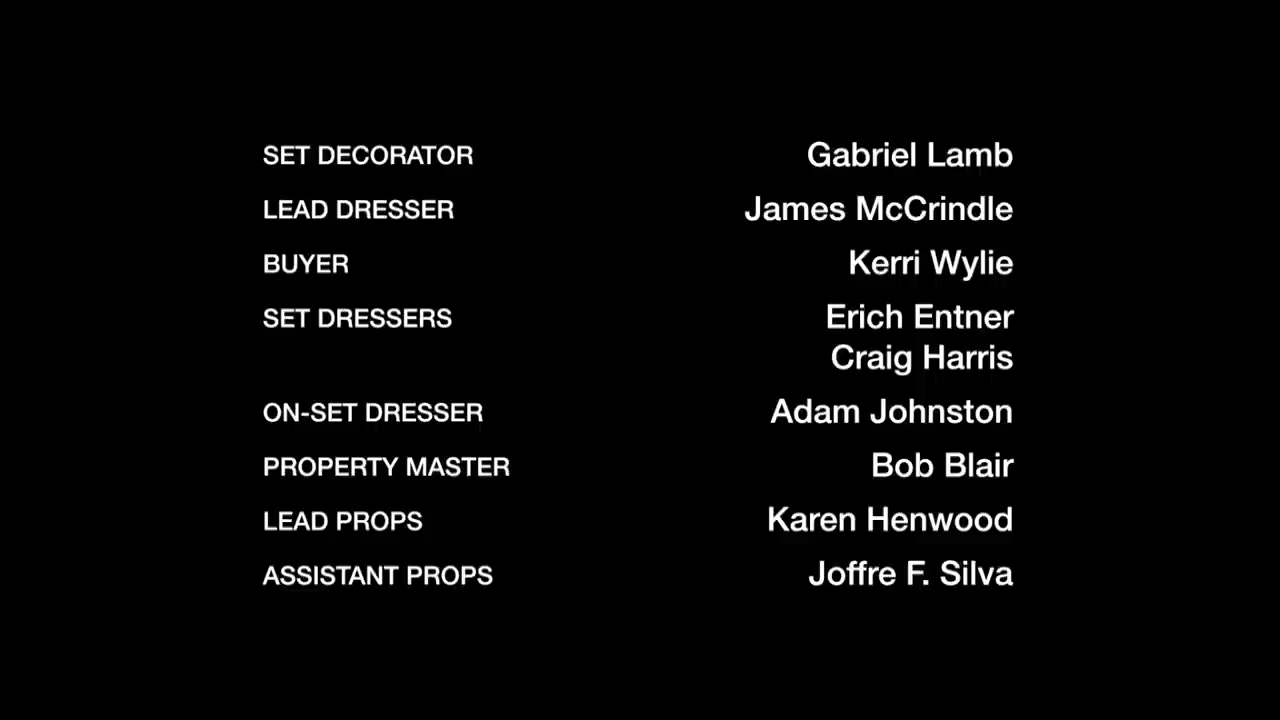 SET DECORATOR Gabriel Lamb
LEAD DRESSER James McCrindle
BUYER Kerri Wylie
SET DRESSERS Erich Entner
Craig Harris
ON-SET DRESSER Adam Johnston
PROPERTY MASTER Bob Blair
LEAD PROPS Karen Henwood
ASSISTANT PROPS Joffre F. Silva